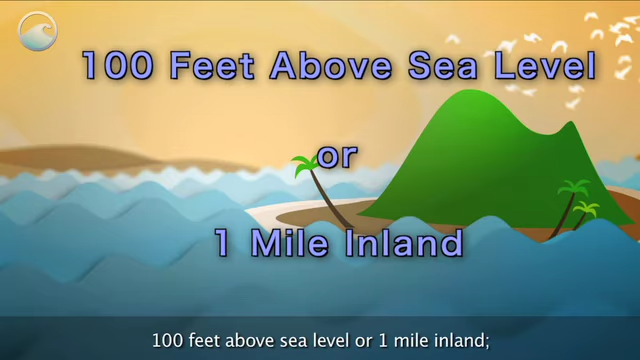 100 Feet Above Sea Level
or
1 Mile Inland
100 feet above sea level or 1 mile inland;